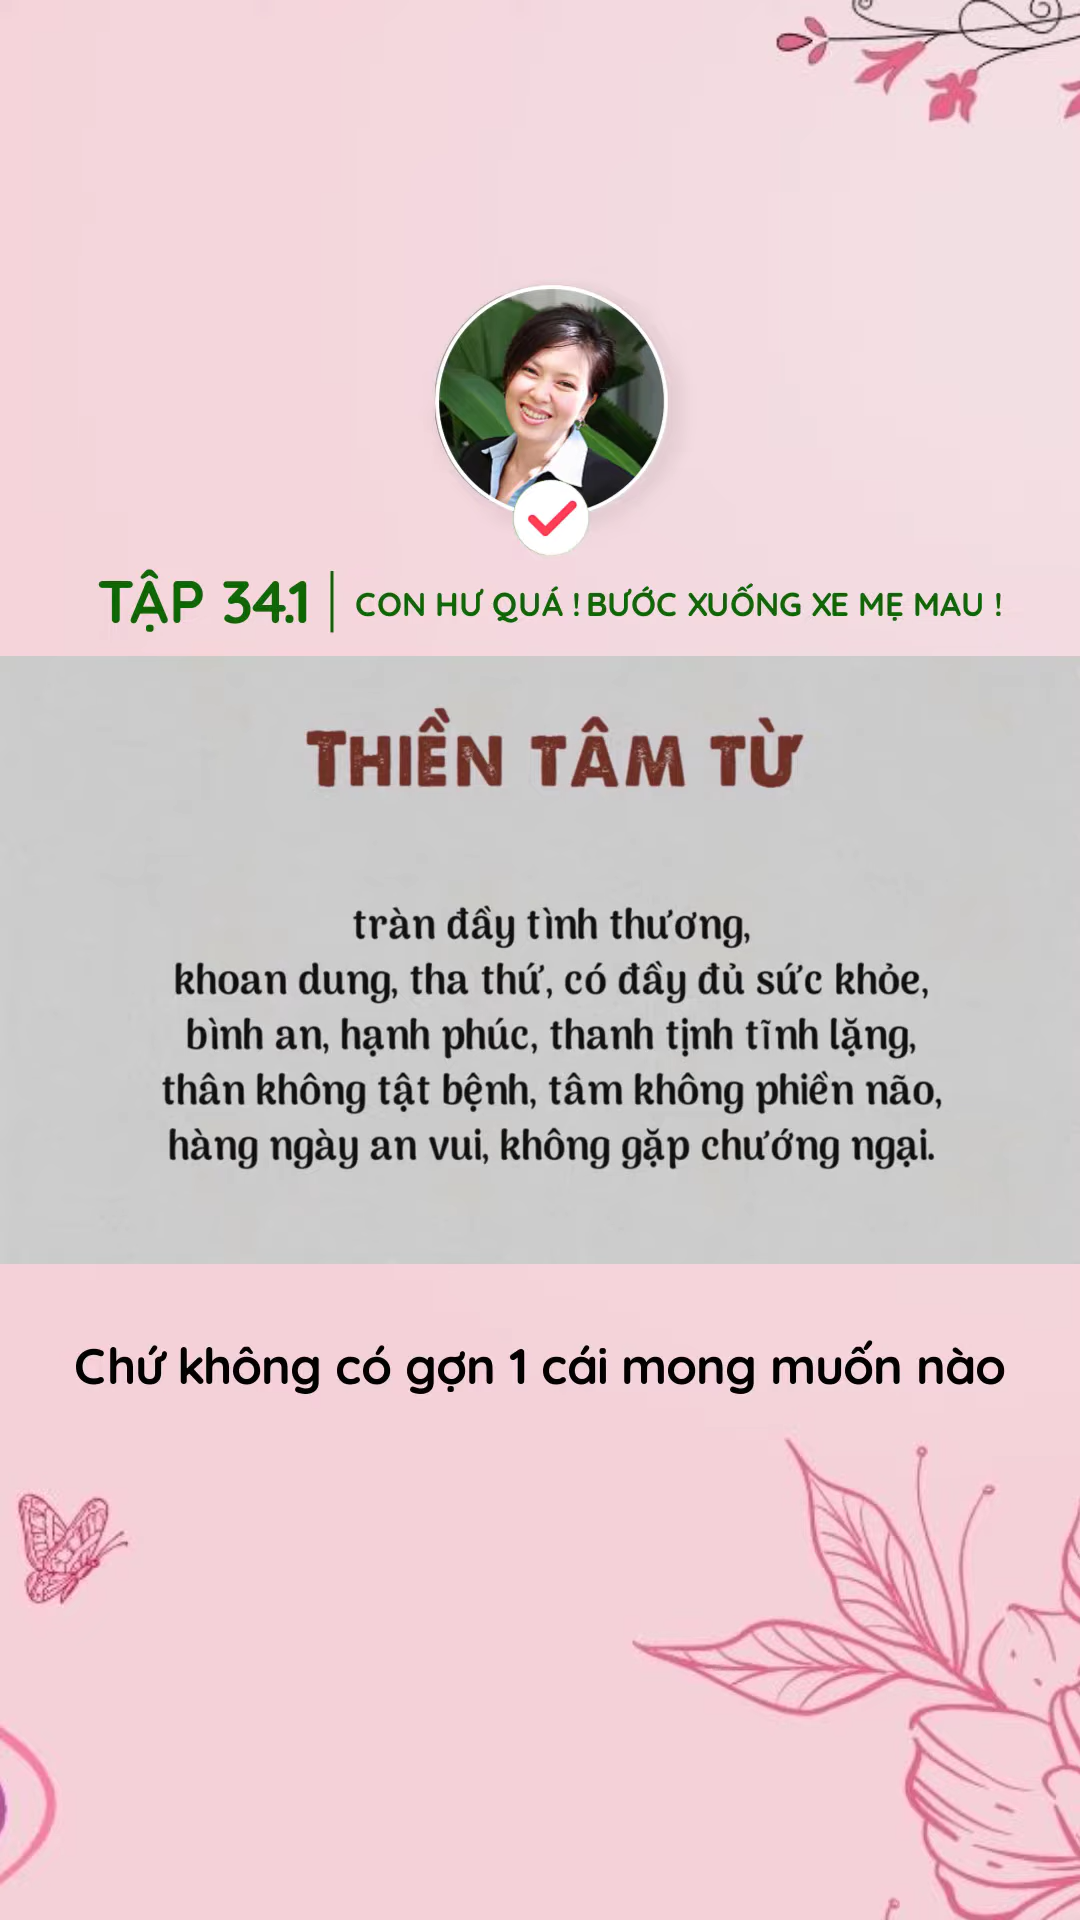 TẬP 34.1
CON HƯ QUÁ ! BƯỚC XUỐNG XE MẸ MAU !
THIỀN TÂM TỪ
tràn đầy tình thương,
khoan dung, tha thứ, có đầy đủ sức khỏe,
bình an, hạnh phúc, thanh tịnh tĩnh lặng,
thân không tật bệnh, tâm không phiền não,
hàng ngày an vui, không gặp chướng ngại.
Chứ không có gợn 1 cái mong muốn nào